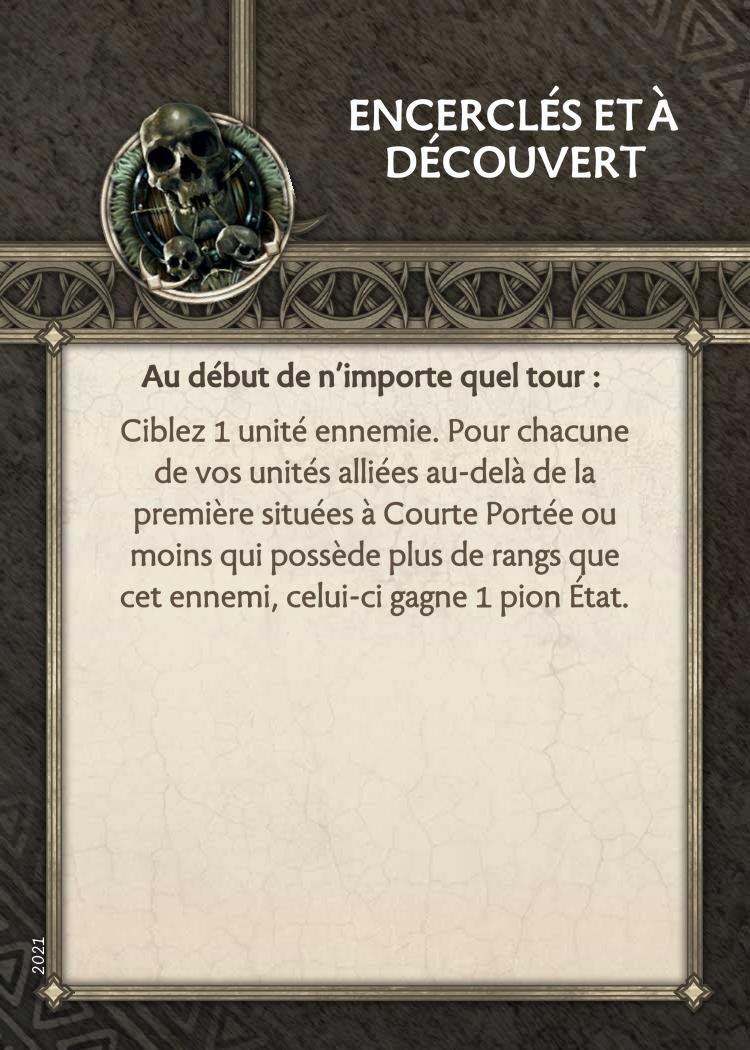 ENCERCLÉS ET À
DÉCOUVERT
Au début de n’importe quel tour :
Ciblez 1 unité ennemie. Pour chacune
de vos unités alliées au-delà de la
première situées à Courte Portée ou
moins qui possède plus de rangs que
cet ennemi, celui-ci gagne 1 pion État.
2021